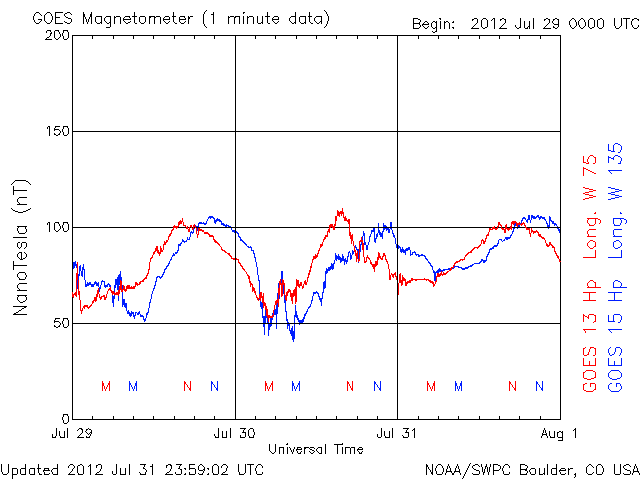 GOES Magnetometer (1 minute data)
Begin: 2012 Jul 29 0000 UTC
200
150
100
50
0
NanoTesla (nT)
M M N N M M N N M M N N
Jul 29 Jul 30 Jul 31 Aug 1
Universal Time
GOES 13 Hp Long. W 75
GOES 15 Hp Long. W 135
Updated 2012 Jul 31 23:59:02 UTC
NOAA/SWPC Boulder, CO USA